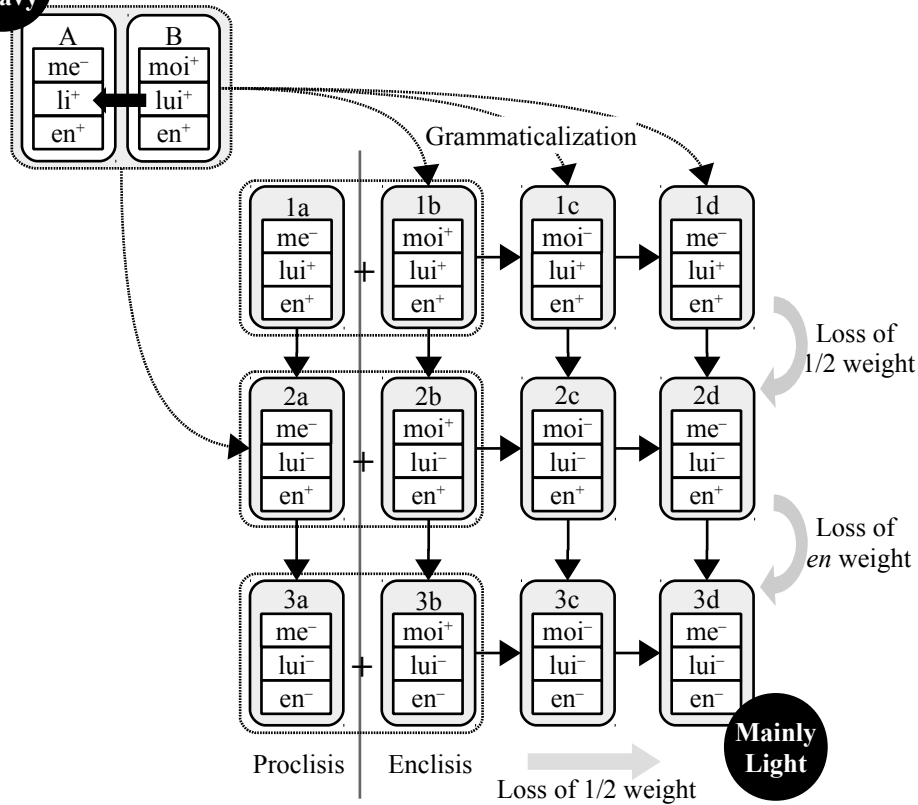 A B
me⁻ moi⁺
li⁺ lui⁺
en⁺ en⁺
Grammaticalization
1a 1b 1c 1d
me⁻ moi⁺ moi⁻ me⁻
lui⁺ + lui⁺ lui⁺ lui⁺
en⁺ en⁺ en⁺ en⁺
Loss of
1/2 weight
2a 2b 2c 2d
me⁻ moi⁺ moi⁻ me⁻
lui⁻ + lui⁻ lui⁻ lui⁻
en⁺ en⁺ en⁺ en⁺
Loss of
en weight
3a 3b 3c 3d
me⁻ moi⁺ moi⁻ me⁻
lui⁻ + lui⁻ lui⁻ lui⁻
en⁻ en⁻ en⁻ en⁻
Mainly
Light
Proclisis Enclisis
Loss of 1/2 weight